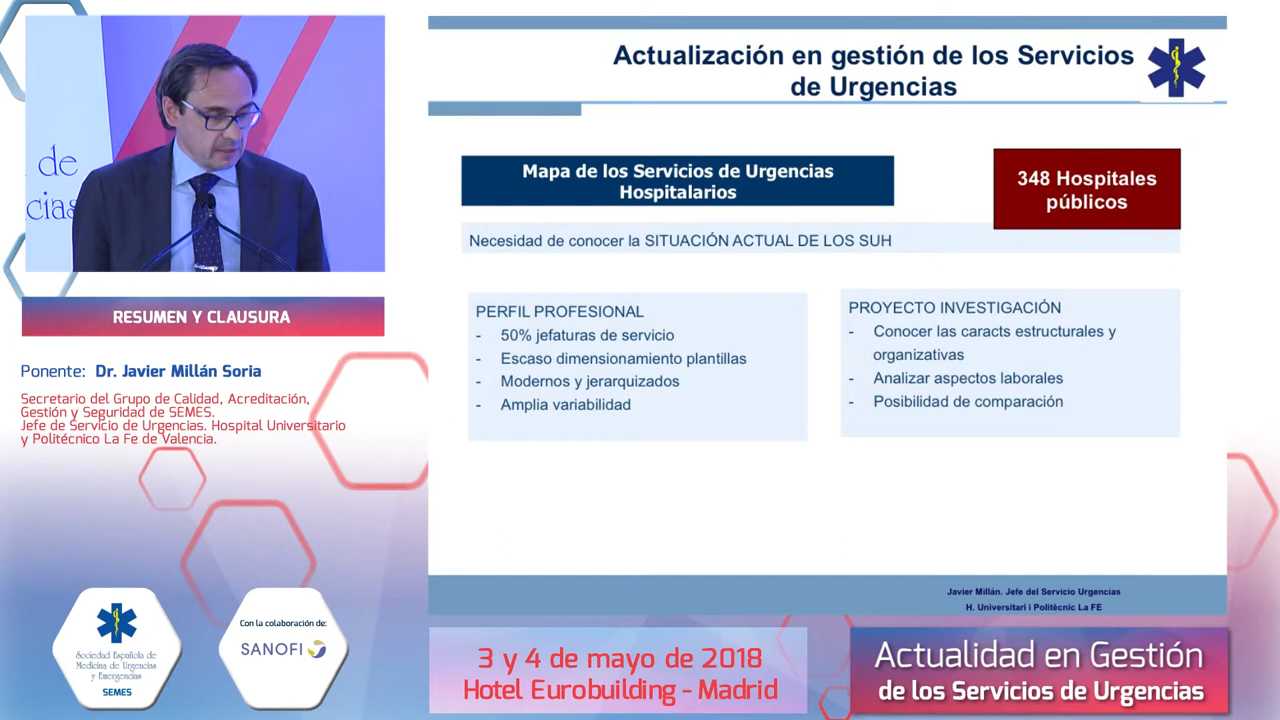 de
cias
RESUMEN Y CLAUSURA
Ponente: Dr. Javier Millán Soria
Secretario del Grupo de Calidad, Acreditación,
Gestión y Seguridad de SEMES.
Jefe de Servicio de Urgencias. Hospital Universitario
y Politécnico La Fe de Valencia.
Sociedad Española de
Medicina de Urgencias
y Emergencias
SEMES
Con la colaboración de:
SANOFI
Actualización en gestión de los Servicios
de Urgencias
Mapa de los Servicios de Urgencias
Hospitalarios
348 Hospitales
públicos
Necesidad de conocer la SITUACIÓN ACTUAL DE LOS SUH
PERFIL PROFESIONAL
- 50% jefaturas de servicio
- Escaso dimensionamiento plantillas
- Modernos y jerarquizados
- Amplia variabilidad
PROYECTO INVESTIGACIÓN
- Conocer las caracts estructurales y
organizativas
- Analizar aspectos laborales
- Posibilidad de comparación
Javier Millán. Jefe del Servicio Urgencias
H. Universitari i Politècnic La FE
3 y 4 de mayo de 2018
Hotel Eurobuilding - Madrid
Actualidad en Gestión
de los Servicios de Urgencias